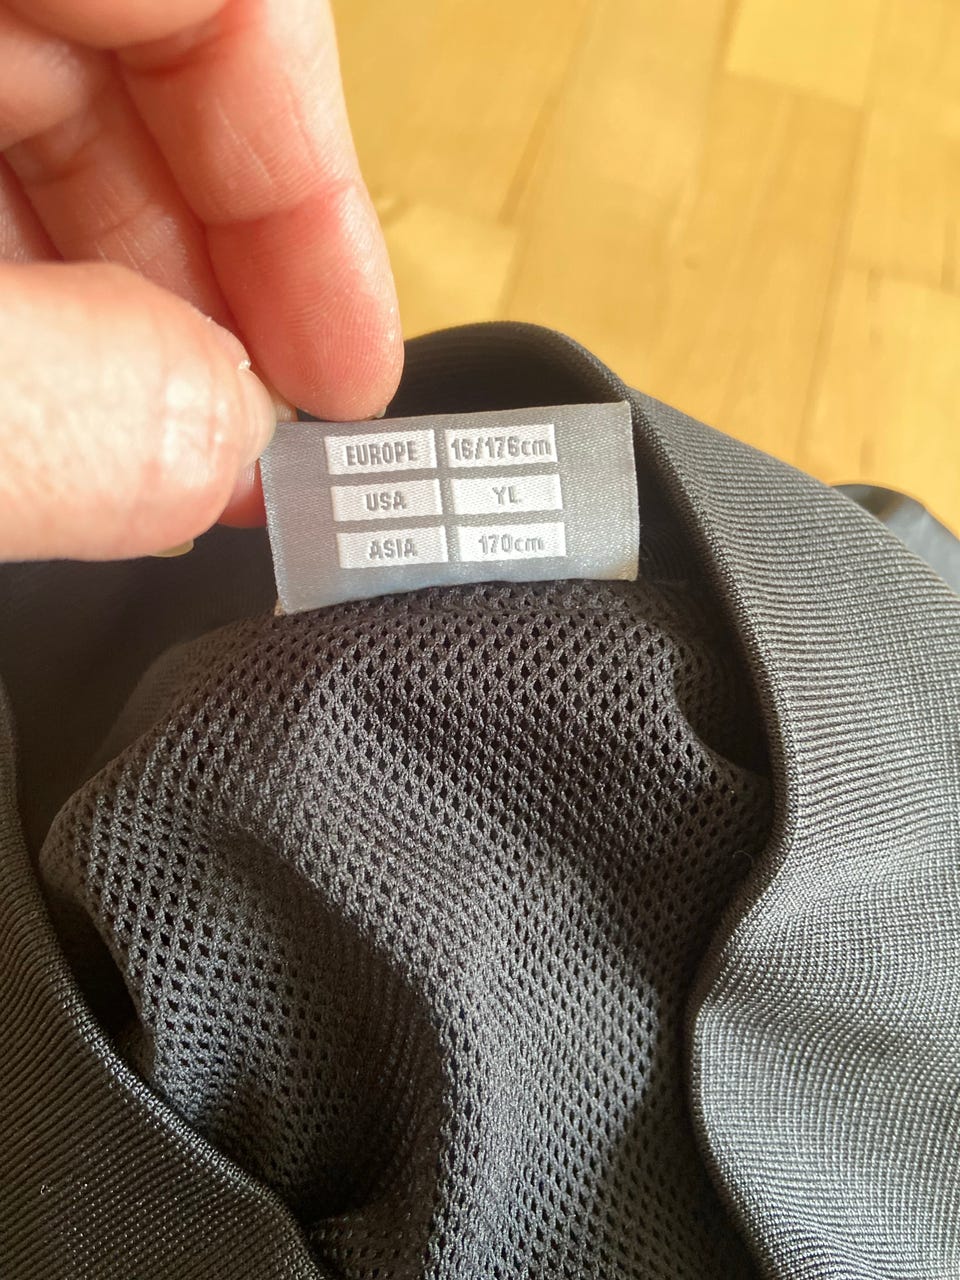 EUROPE 16/176cm
USA YL
ASIA 170cm